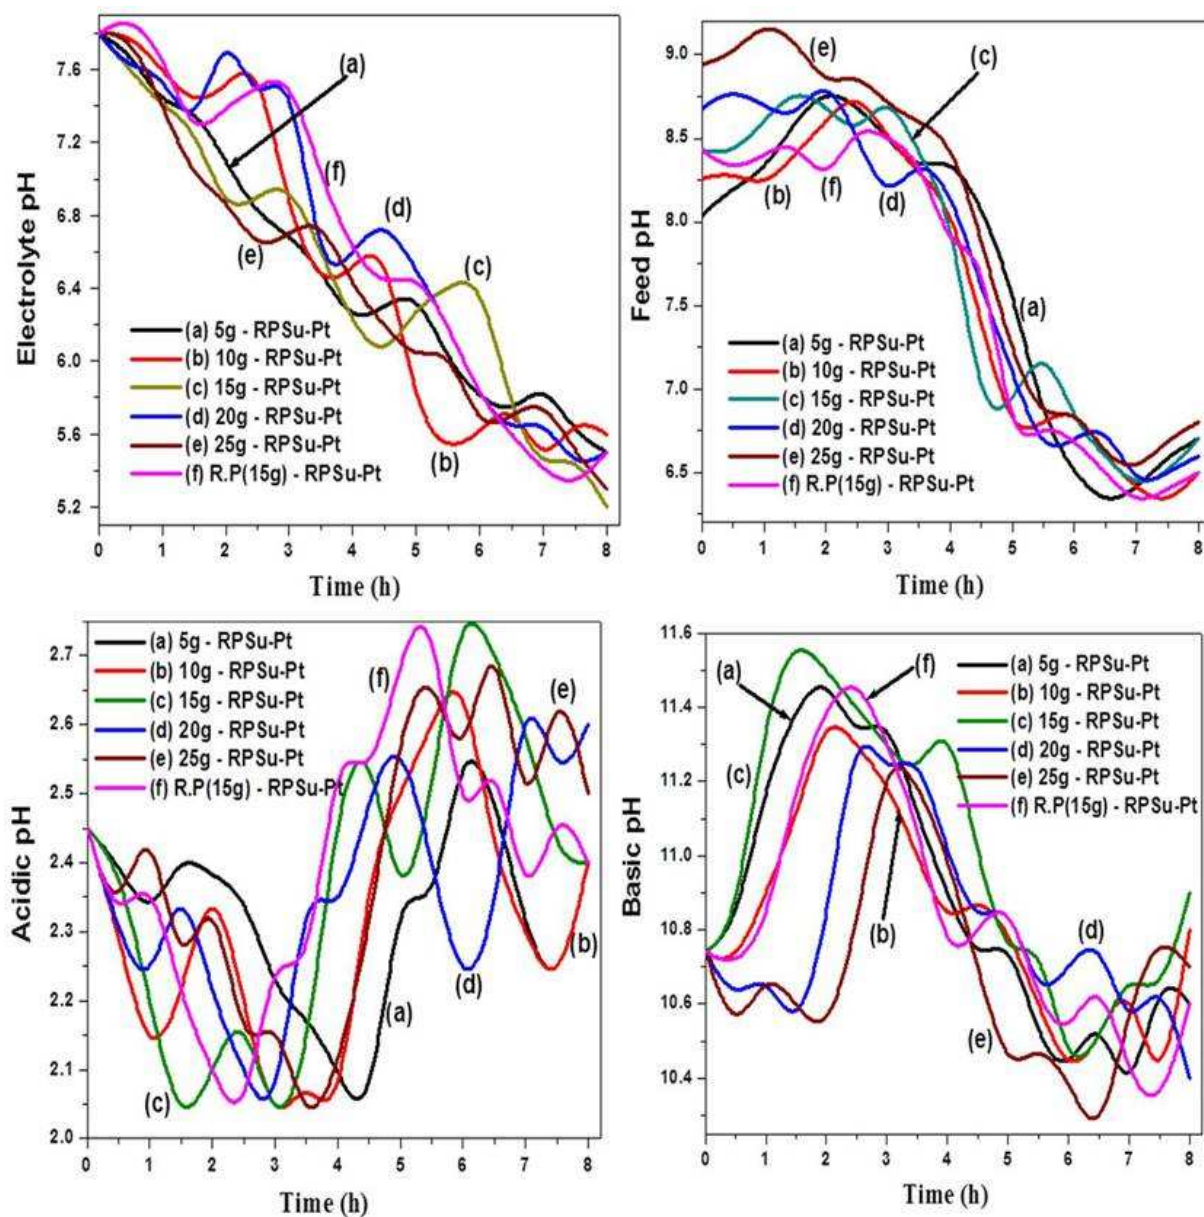 Electrolyte pH
7.6
7.2
6.8
6.4
6.0
5.6
5.2
(a)
(f)
(d)
(e)
(c)
(b)
(a) 5g - RPSu-Pt
(b) 10g - RPSu-Pt
(c) 15g - RPSu-Pt
(d) 20g - RPSu-Pt
(e) 25g - RPSu-Pt
(f) R.P(15g) - RPSu-Pt
0 1 2 3 4 5 6 7 8
Time (h)
Feed pH
9.0
8.5
8.0
7.5
7.0
6.5
(e)
(c)
(b)
(f)
(d)
(a)
(a) 5g - RPSu-Pt
(b) 10g - RPSu-Pt
(c) 15g - RPSu-Pt
(d) 20g - RPSu-Pt
(e) 25g - RPSu-Pt
(f) R.P(15g) - RPSu-Pt
0 1 2 3 4 5 6 7 8
Time (h)
Acidic pH
2.7
2.6
2.5
2.4
2.3
2.2
2.1
2.0
(a) 5g - RPSu-Pt
(b) 10g - RPSu-Pt
(c) 15g - RPSu-Pt
(d) 20g - RPSu-Pt
(e) 25g - RPSu-Pt
(f) R.P(15g) - RPSu-Pt
(f)
(e)
(b)
(d)
(a)
(c)
0 1 2 3 4 5 6 7 8
Time (h)
Basic pH
11.6
11.4
11.2
11.0
10.8
10.6
10.4
(a)
(f)
(c)
(b)
(d)
(e)
(a) 5g - RPSu-Pt
(b) 10g - RPSu-Pt
(c) 15g - RPSu-Pt
(d) 20g - RPSu-Pt
(e) 25g - RPSu-Pt
(f) R.P(15g) - RPSu-Pt
0 1 2 3 4 5 6 7 8
Time (h)